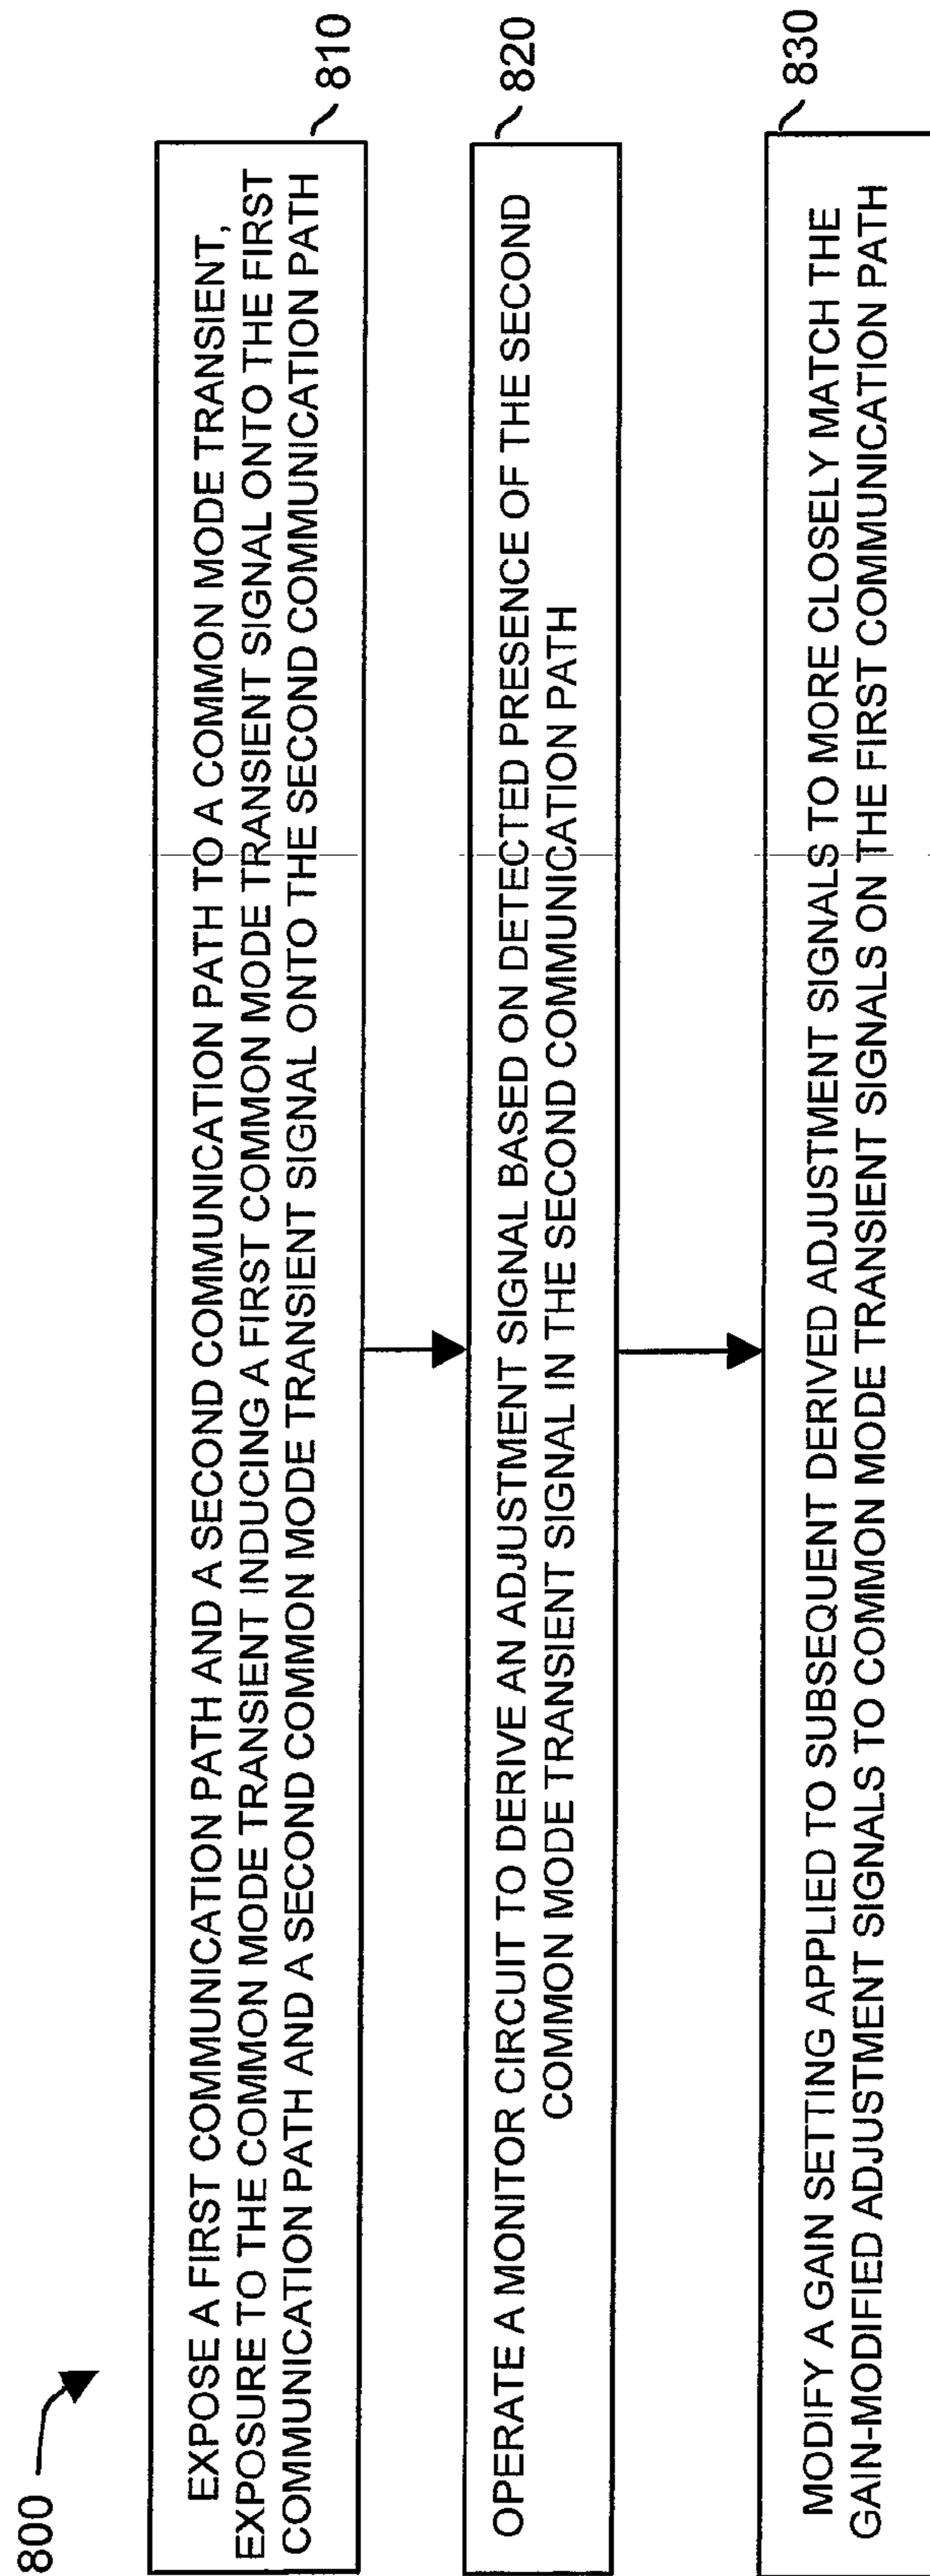 800
EXPOSE A FIRST COMMUNICATION PATH AND A SECOND COMMUNICATION PATH TO A COMMON MODE TRANSIENT,
EXPOSURE TO THE COMMON MODE TRANSIENT INDUCING A FIRST COMMON MODE TRANSIENT SIGNAL ONTO THE FIRST
COMMUNICATION PATH AND A SECOND COMMON MODE TRANSIENT SIGNAL ONTO THE SECOND COMMUNICATION PATH
810
OPERATE A MONITOR CIRCUIT TO DERIVE AN ADJUSTMENT SIGNAL BASED ON DETECTED PRESENCE OF THE SECOND
COMMON MODE TRANSIENT SIGNAL IN THE SECOND COMMUNICATION PATH
820
MODIFY A GAIN SETTING APPLIED TO SUBSEQUENT DERIVED ADJUSTMENT SIGNALS TO MORE CLOSELY MATCH THE
GAIN-MODIFIED ADJUSTMENT SIGNALS TO COMMON MODE TRANSIENT SIGNALS ON THE FIRST COMMUNICATION PATH
830